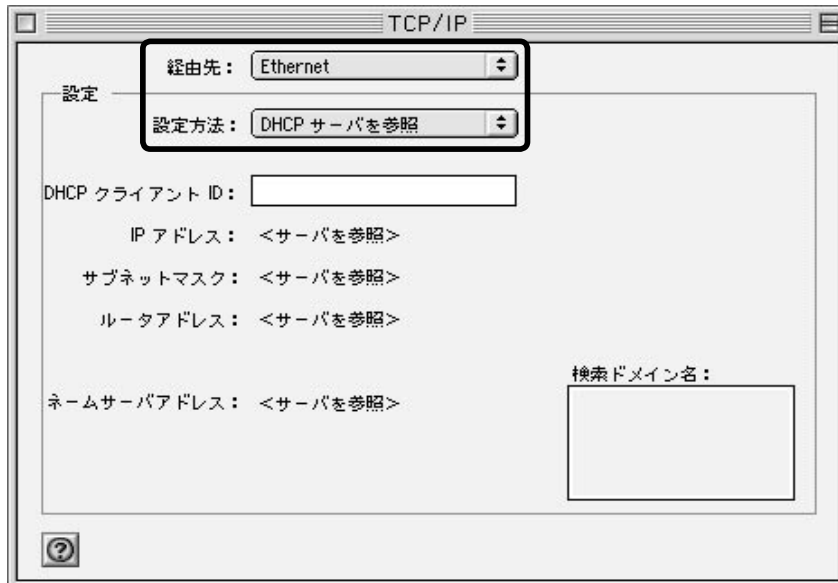 TCP/IP
経由先： Ethernet
設定
設定方法： DHCP サーバを参照
DHCP クライアント ID：
IP アドレス： <サーバを参照>
サブネットマスク： <サーバを参照>
ルータアドレス： <サーバを参照>
検索ドメイン名：
ネームサーバアドレス： <サーバを参照>
?